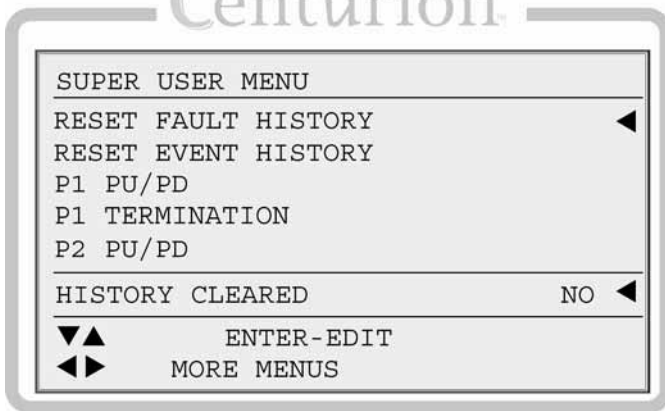 Centurion™
SUPER USER MENU
RESET FAULT HISTORY ◀
RESET EVENT HISTORY
P1 PU/PD
P1 TERMINATION
P2 PU/PD
HISTORY CLEARED NO ◀
▼▲ ENTER-EDIT
◀▶ MORE MENUS